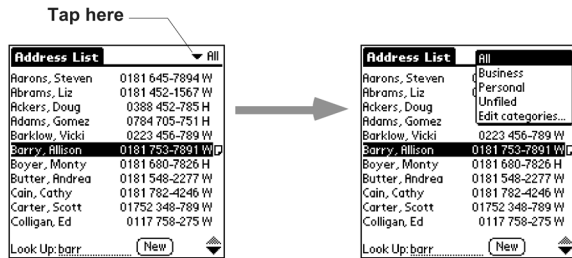 Tap here
Address List All
Aarons, Steven 0181 645-7894 W
Abrams, Liz 0181 452-1567 W
Ackers, Doug 0388 452-785 H
Adams, Gomez 0784 705-751 H
Barklow, Vicki 0223 456-789 W
Barry, Allison 0181 753-7891 W
Boyer, Monty 0181 680-7826 H
Butter, Andrea 0181 548-2277 W
Cain, Cathy 0181 782-4246 W
Carter, Scott 01752 348-789 W
Colligan, Ed 0117 758-275 W
Look Up: barr New
Address List
All
Business
Personal
Unfiled
Edit categories...
Aarons, Steven
Abrams, Liz
Ackers, Doug
Adams, Gomez
Barklow, Vicki 0223 456-789 W
Barry, Allison 0181 753-7891 W
Boyer, Monty 0181 680-7826 H
Butter, Andrea 0181 548-2277 W
Cain, Cathy 0181 782-4246 W
Carter, Scott 01752 348-789 W
Colligan, Ed 0117 758-275 W
Look Up: barr New